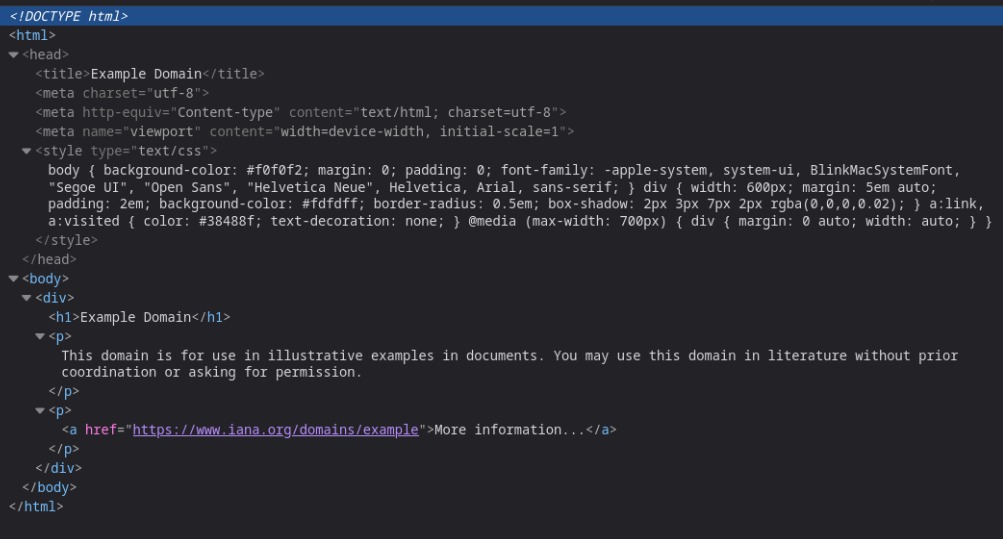 <!DOCTYPE html>
<html>
<head>
<title>Example Domain</title>
<meta charset="utf-8">
<meta http-equiv="Content-type" content="text/html; charset=utf-8">
<meta name="viewport" content="width=device-width, initial-scale=1">
<style type="text/css">
body { background-color: #f0f0f2; margin: 0; padding: 0; font-family: -apple-system, system-ui, BlinkMacSystemFont,
"Segoe UI", "Open Sans", "Helvetica Neue", Helvetica, Arial, sans-serif; } div { width: 600px; margin: 5em auto;
padding: 2em; background-color: #fdfdff; border-radius: 0.5em; box-shadow: 2px 3px 7px 2px rgba(0,0,0,0.02); } a:link,
a:visited { color: #38488f; text-decoration: none; } @media (max-width: 700px) { div { margin: 0 auto; width: auto; } }
</style>
</head>
<body>
<div>
<h1>Example Domain</h1>
<p>
This domain is for use in illustrative examples in documents. You may use this domain in literature without prior
coordination or asking for permission.
</p>
<p>
<a href="https://www.iana.org/domains/example">More information...</a>
</p>
</div>
</body>
</html>